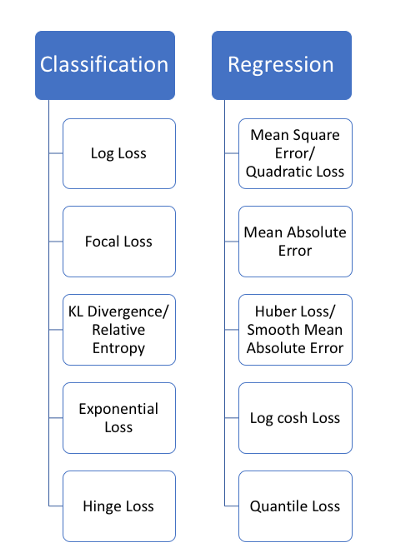 Classification
Log Loss
Focal Loss
KL Divergence/
Relative
Entropy
Exponential
Loss
Hinge Loss
Regression
Mean Square
Error/
Quadratic Loss
Mean Absolute
Error
Huber Loss/
Smooth Mean
Absolute Error
Log cosh Loss
Quantile Loss